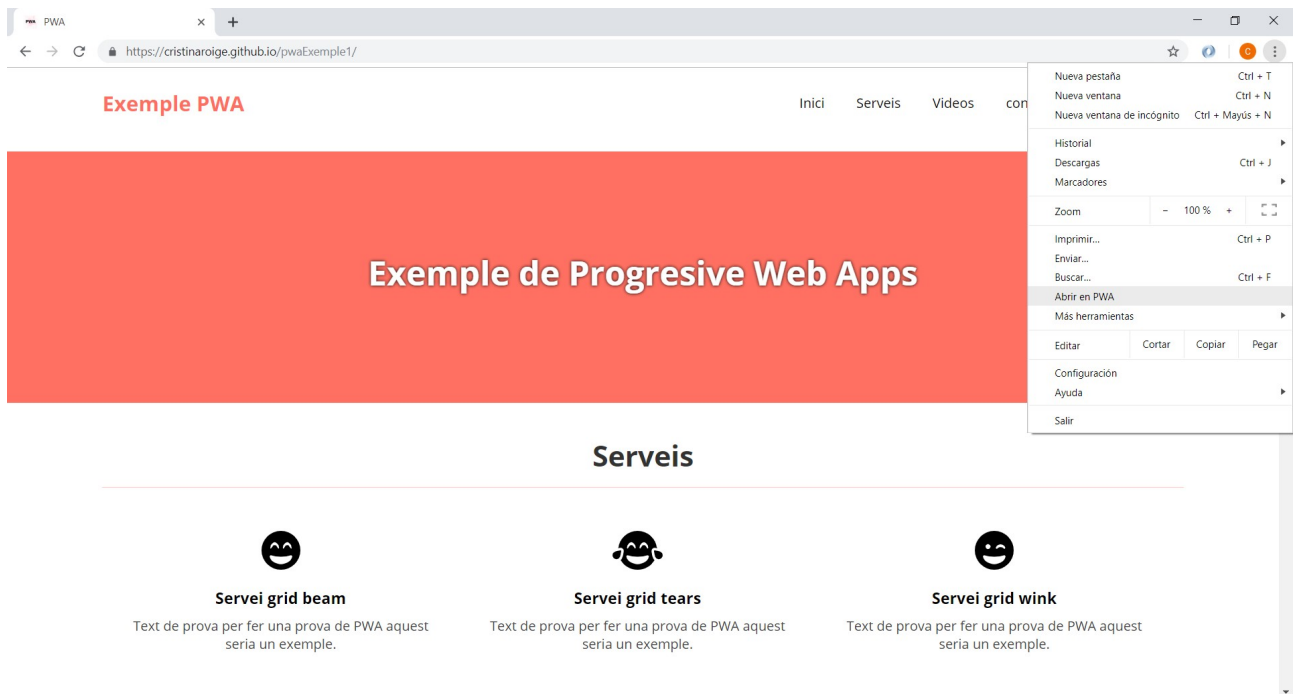 PWA PWA
https://cristinaroige.github.io/pwaExemple1/
C
Exemple PWA
Inici Serveis Videos con
Nueva pestaña Ctrl + T
Nueva ventana Ctrl + N
Nueva ventana de incógnito Ctrl + Mayús + N
Historial
Descargas Ctrl + J
Marcadores
Zoom - 100 % +
Imprimir... Ctrl + P
Enviar...
Buscar... Ctrl + F
Abrir en PWA
Más herramientas
Editar Cortar Copiar Pegar
Configuración
Ayuda
Salir
Exemple de Progresive Web Apps
Serveis
Servei grid beam
Text de prova per fer una prova de PWA aquest
seria un exemple.
Servei grid tears
Text de prova per fer una prova de PWA aquest
seria un exemple.
Servei grid wink
Text de prova per fer una prova de PWA aquest
seria un exemple.